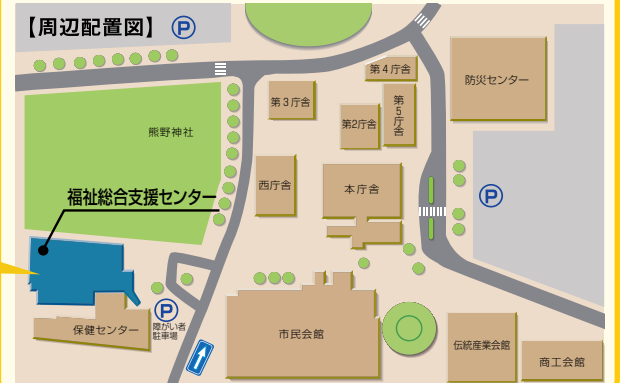 【周辺配置図】 P
第4庁舎
防災センター
第3庁舎
第5庁舎
第2庁舎
熊野神社
西庁舎
本庁舎
福祉総合支援センター
P
P
障がい者
駐車場
保健センター
市民会館
伝統産業会館
商工会館